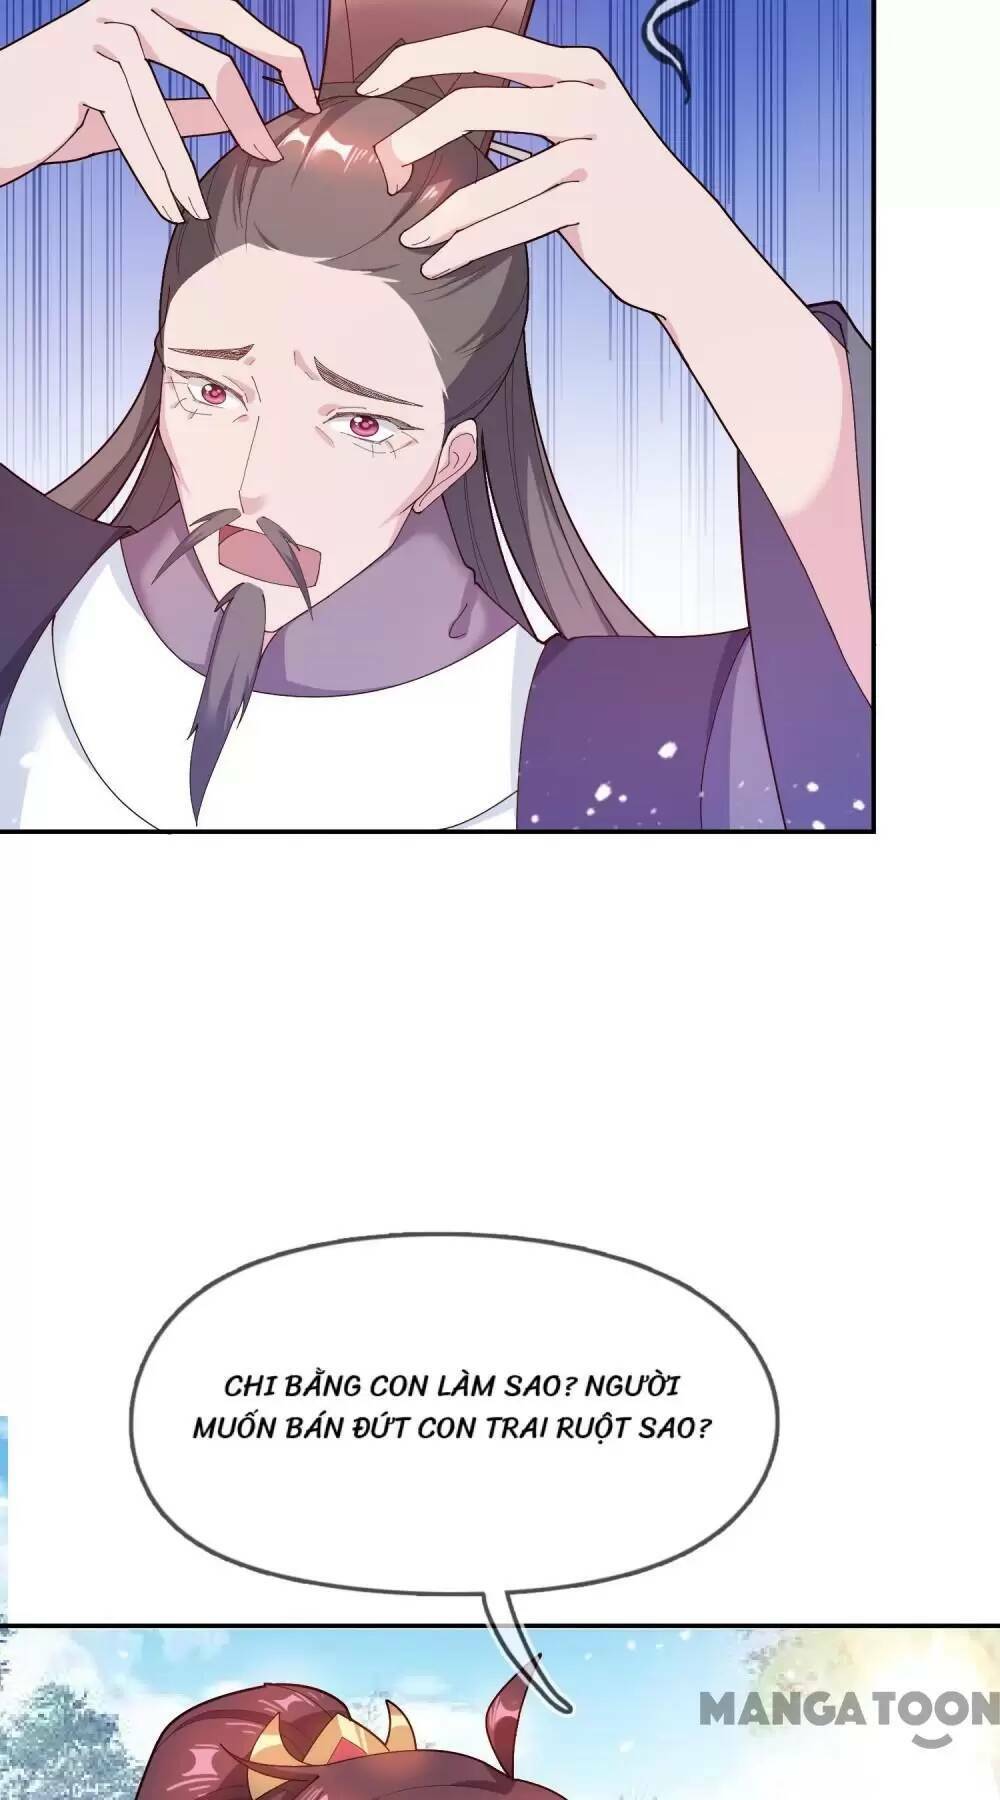 CHI BẰNG CON LÀM SAO? NGƯỜI
MUỐN BÁN ĐỨT CON TRAI RUỘT SAO?
MANGATOON